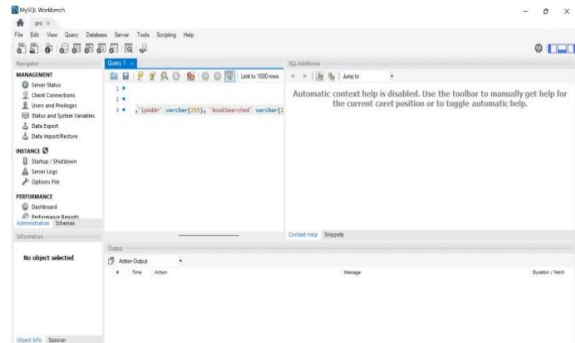 MySQL Workbench
pro ×
File Edit View Query Database Server Tools Scripting Help
Navigator
MANAGEMENT
Server Status
Client Connections
Users and Privileges
Status and System Variables
Data Export
Data Import/Restore
INSTANCE
Startup / Shutdown
Server Logs
Options File
PERFORMANCE
Dashboard
Performance Reports
Administration Schemas
Information
No object selected
Object Info Session
Query 1 ×
Limit to 1000 rows
1
2
3 ,`ipAddr` varchar(255), `bookSearched` varchar(2
SQLAdditions
Jump to
Automatic context help is disabled. Use the toolbar to manually get help for
the current caret position or to toggle automatic help.
Context Help Snippets
Output
Action Output
# Time Action Message Duration / Fetch